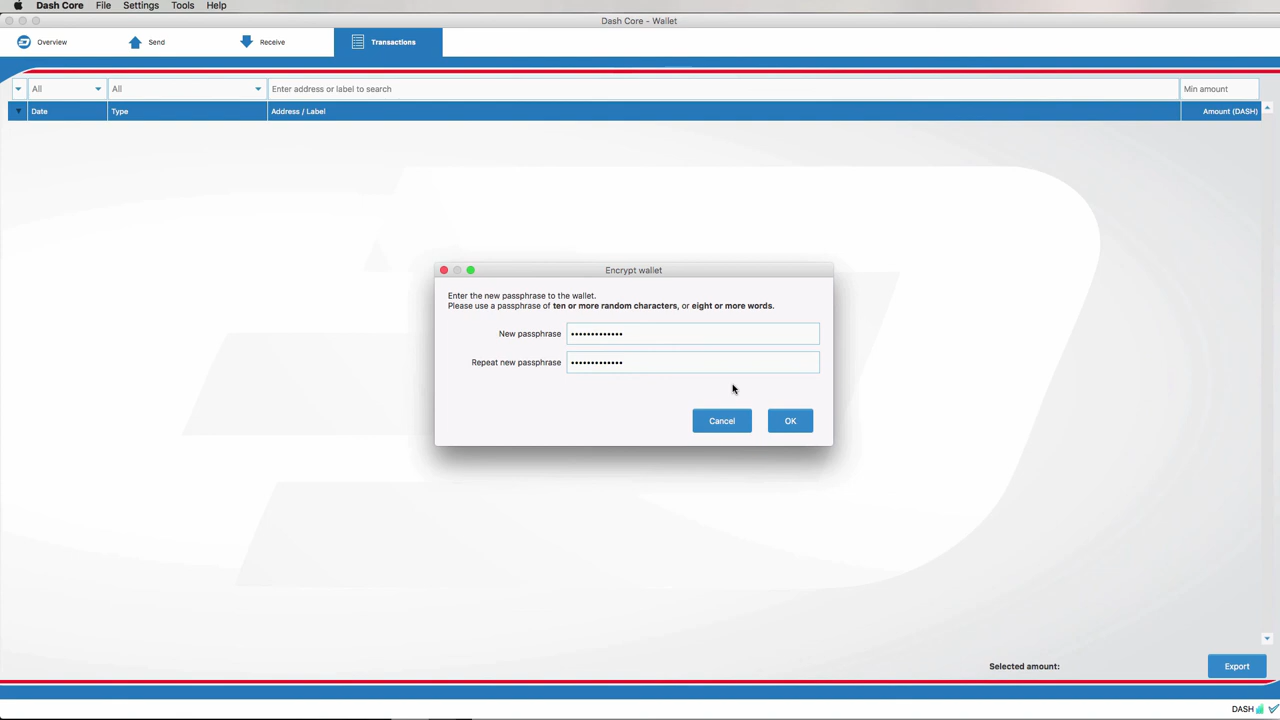 Dash Core File Settings Tools Help
Dash Core - Wallet
Overview Send Receive Transactions
All All Enter address or label to search Min amount
Date Type Address / Label Amount (DASH)
Encrypt wallet
Enter the new passphrase to the wallet.
Please use a passphrase of ten or more random characters, or eight or more words.
New passphrase •••••••••••••
Repeat new passphrase •••••••••••••
Cancel OK
Selected amount: Export
DASH